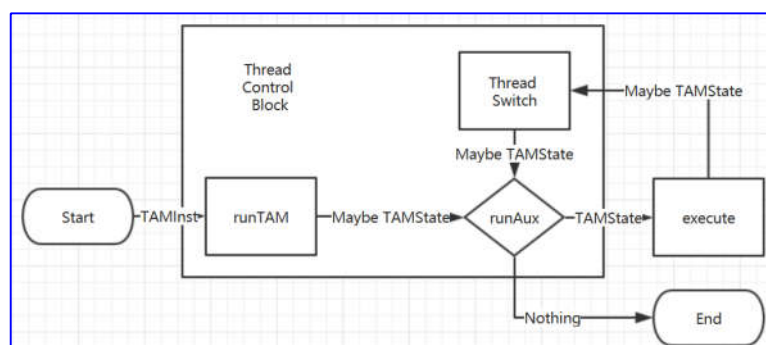 Thread
Control
Block
Thread
Switch
Maybe TAMState
Maybe TAMState
Start
TAMInst
runTAM
Maybe TAMState
runAux
TAMState
execute
Nothing
End